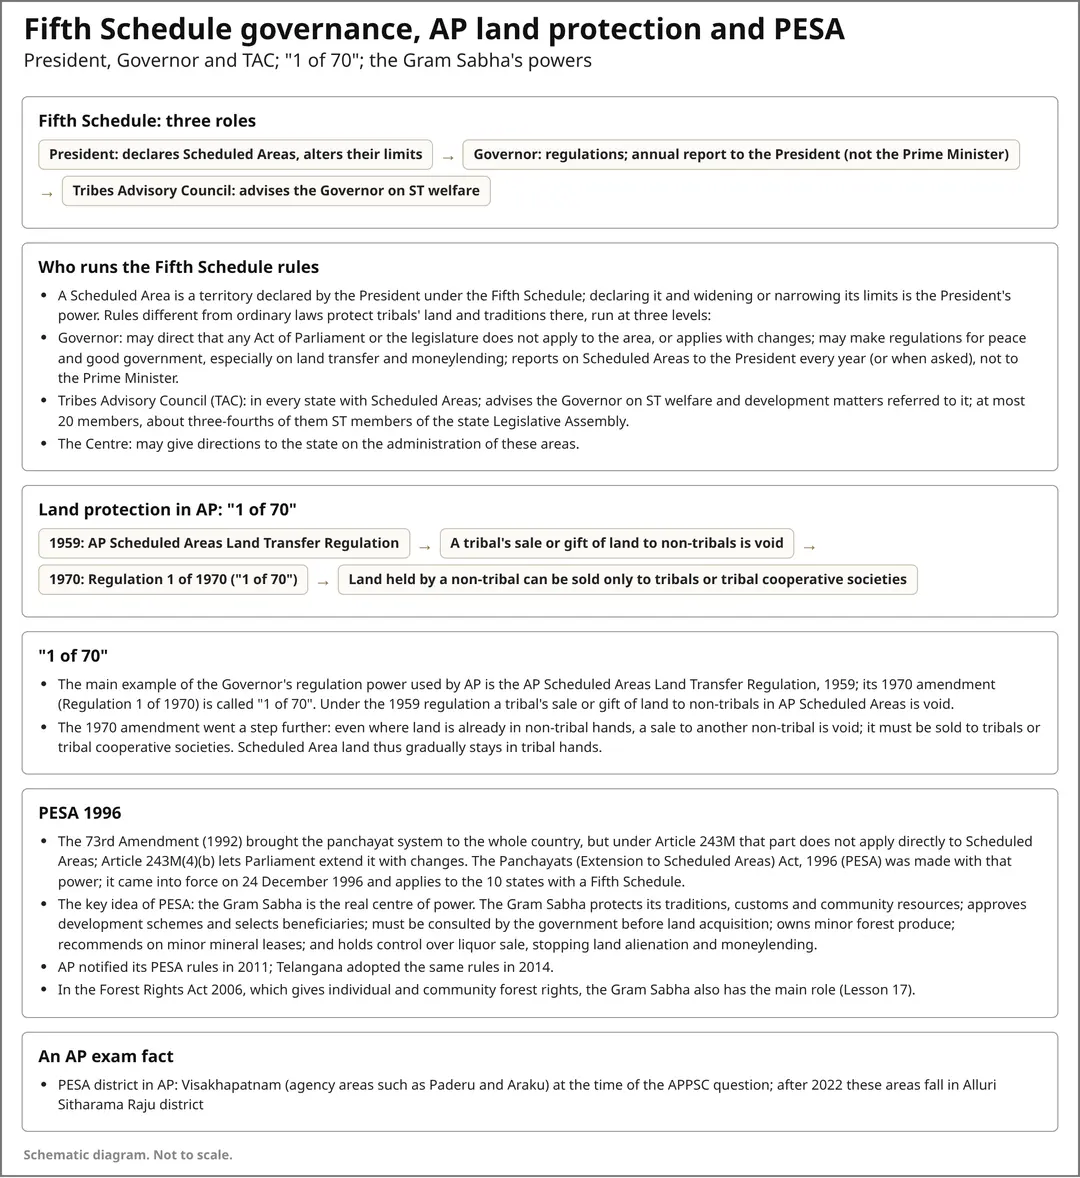 Fifth Schedule governance, AP land protection and PESA
President, Governor and TAC; "1 of 70"; the Gram Sabha's powers
Fifth Schedule: three roles
President: declares Scheduled Areas, alters their limits → Governor: regulations; annual report to the President (not the Prime Minister)
→ Tribes Advisory Council: advises the Governor on ST welfare
Who runs the Fifth Schedule rules
• A Scheduled Area is a territory declared by the President under the Fifth Schedule; declaring it and widening or narrowing its limits is the President's
power. Rules different from ordinary laws protect tribals' land and traditions there, run at three levels:
• Governor: may direct that any Act of Parliament or the legislature does not apply to the area, or applies with changes; may make regulations for peace
and good government, especially on land transfer and moneylending; reports on Scheduled Areas to the President every year (or when asked), not to
the Prime Minister.
• Tribes Advisory Council (TAC): in every state with Scheduled Areas; advises the Governor on ST welfare and development matters referred to it; at most
20 members, about three-fourths of them ST members of the state Legislative Assembly.
• The Centre: may give directions to the state on the administration of these areas.
Land protection in AP: "1 of 70"
1959: AP Scheduled Areas Land Transfer Regulation → A tribal's sale or gift of land to non-tribals is void →
1970: Regulation 1 of 1970 ("1 of 70") → Land held by a non-tribal can be sold only to tribals or tribal cooperative societies
"1 of 70"
• The main example of the Governor's regulation power used by AP is the AP Scheduled Areas Land Transfer Regulation, 1959; its 1970 amendment
(Regulation 1 of 1970) is called "1 of 70". Under the 1959 regulation a tribal's sale or gift of land to non-tribals in AP Scheduled Areas is void.
• The 1970 amendment went a step further: even where land is already in non-tribal hands, a sale to another non-tribal is void; it must be sold to tribals or
tribal cooperative societies. Scheduled Area land thus gradually stays in tribal hands.
PESA 1996
• The 73rd Amendment (1992) brought the panchayat system to the whole country, but under Article 243M that part does not apply directly to Scheduled
Areas; Article 243M(4)(b) lets Parliament extend it with changes. The Panchayats (Extension to Scheduled Areas) Act, 1996 (PESA) was made with that
power; it came into force on 24 December 1996 and applies to the 10 states with a Fifth Schedule.
• The key idea of PESA: the Gram Sabha is the real centre of power. The Gram Sabha protects its traditions, customs and community resources; approves
development schemes and selects beneficiaries; must be consulted by the government before land acquisition; owns minor forest produce;
recommends on minor mineral leases; and holds control over liquor sale, stopping land alienation and moneylending.
• AP notified its PESA rules in 2011; Telangana adopted the same rules in 2014.
• In the Forest Rights Act 2006, which gives individual and community forest rights, the Gram Sabha also has the main role (Lesson 17).
An AP exam fact
• PESA district in AP: Visakhapatnam (agency areas such as Paderu and Araku) at the time of the APPSC question; after 2022 these areas fall in Alluri
Sitharama Raju district
Schematic diagram. Not to scale.